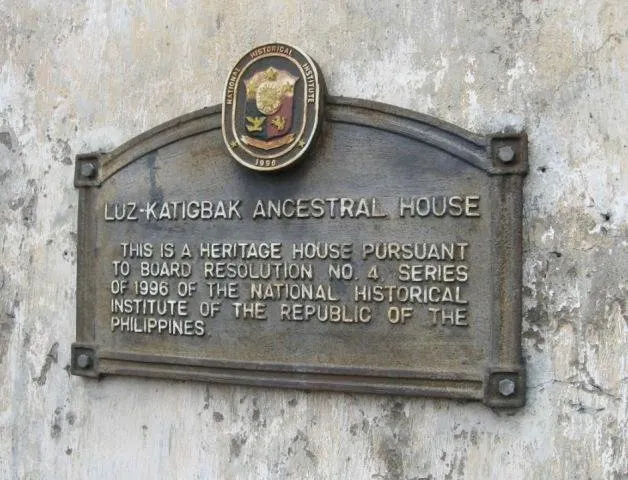 NATIONAL HISTORICAL INSTITUTE
1996
LUZ-KATIGBAK ANCESTRAL HOUSE
THIS IS A HERITAGE HOUSE PURSUANT
TO BOARD RESOLUTION NO. 4, SERIES
OF 1996 OF THE NATIONAL HISTORICAL
INSTITUTE OF THE REPUBLIC OF THE
PHILIPPINES.